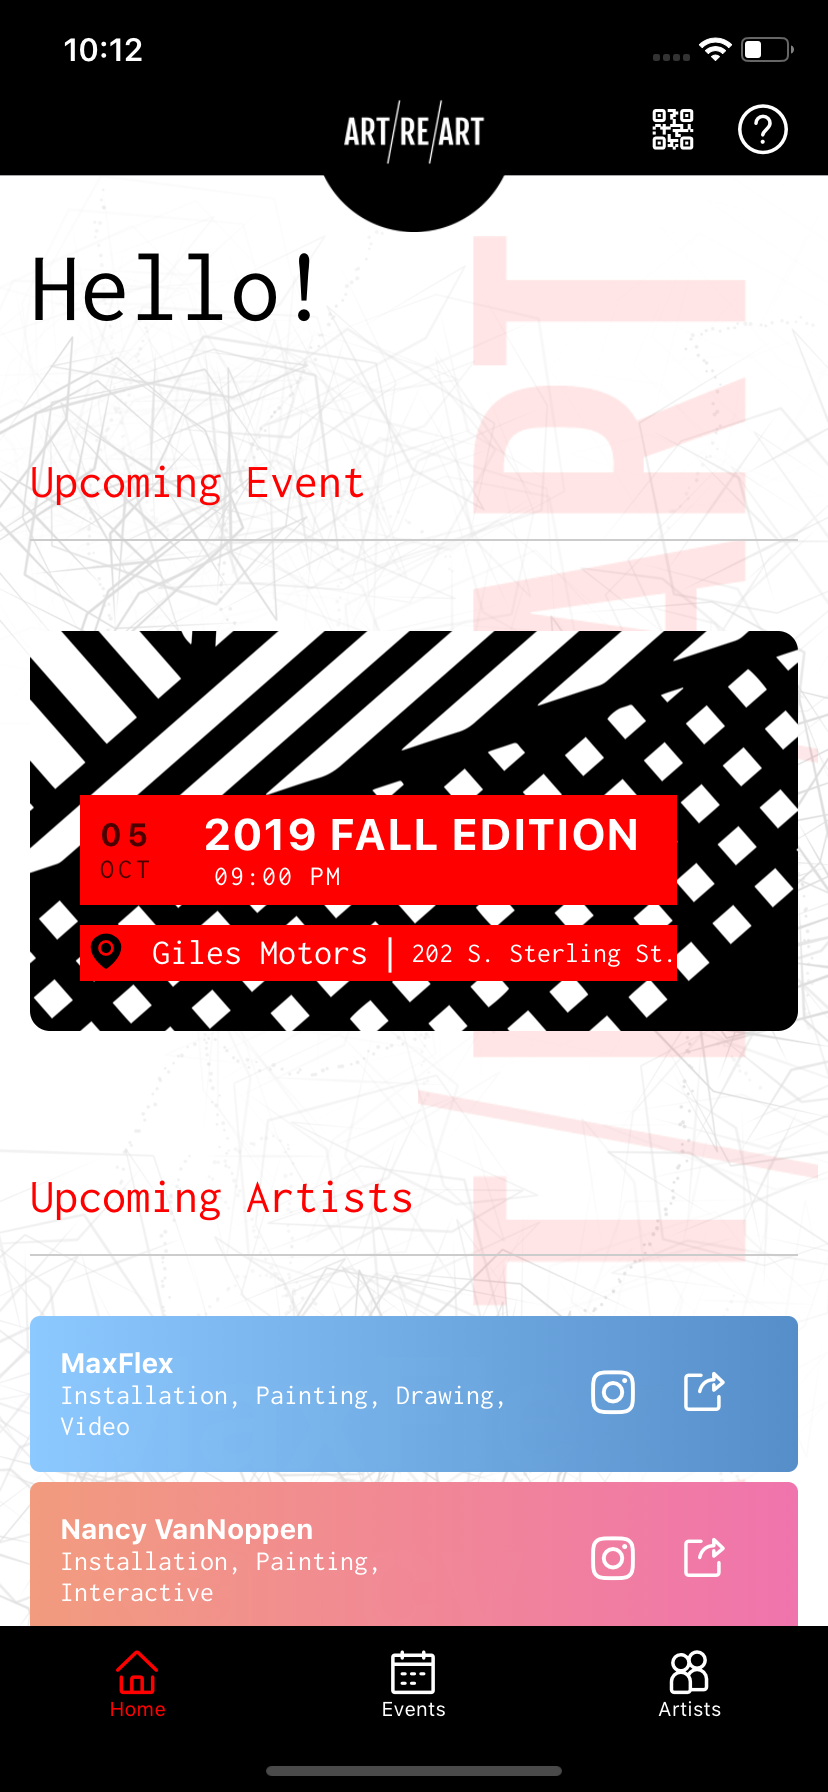 10:12
ART/RE/ART
Hello!
Upcoming Event
05
OCT
2019 FALL EDITION
09:00 PM
Giles Motors | 202 S. Sterling St.
Upcoming Artists
MaxFlex
Installation, Painting, Drawing,
Video
Nancy VanNoppen
Installation, Painting,
Interactive
Home
Events
Artists